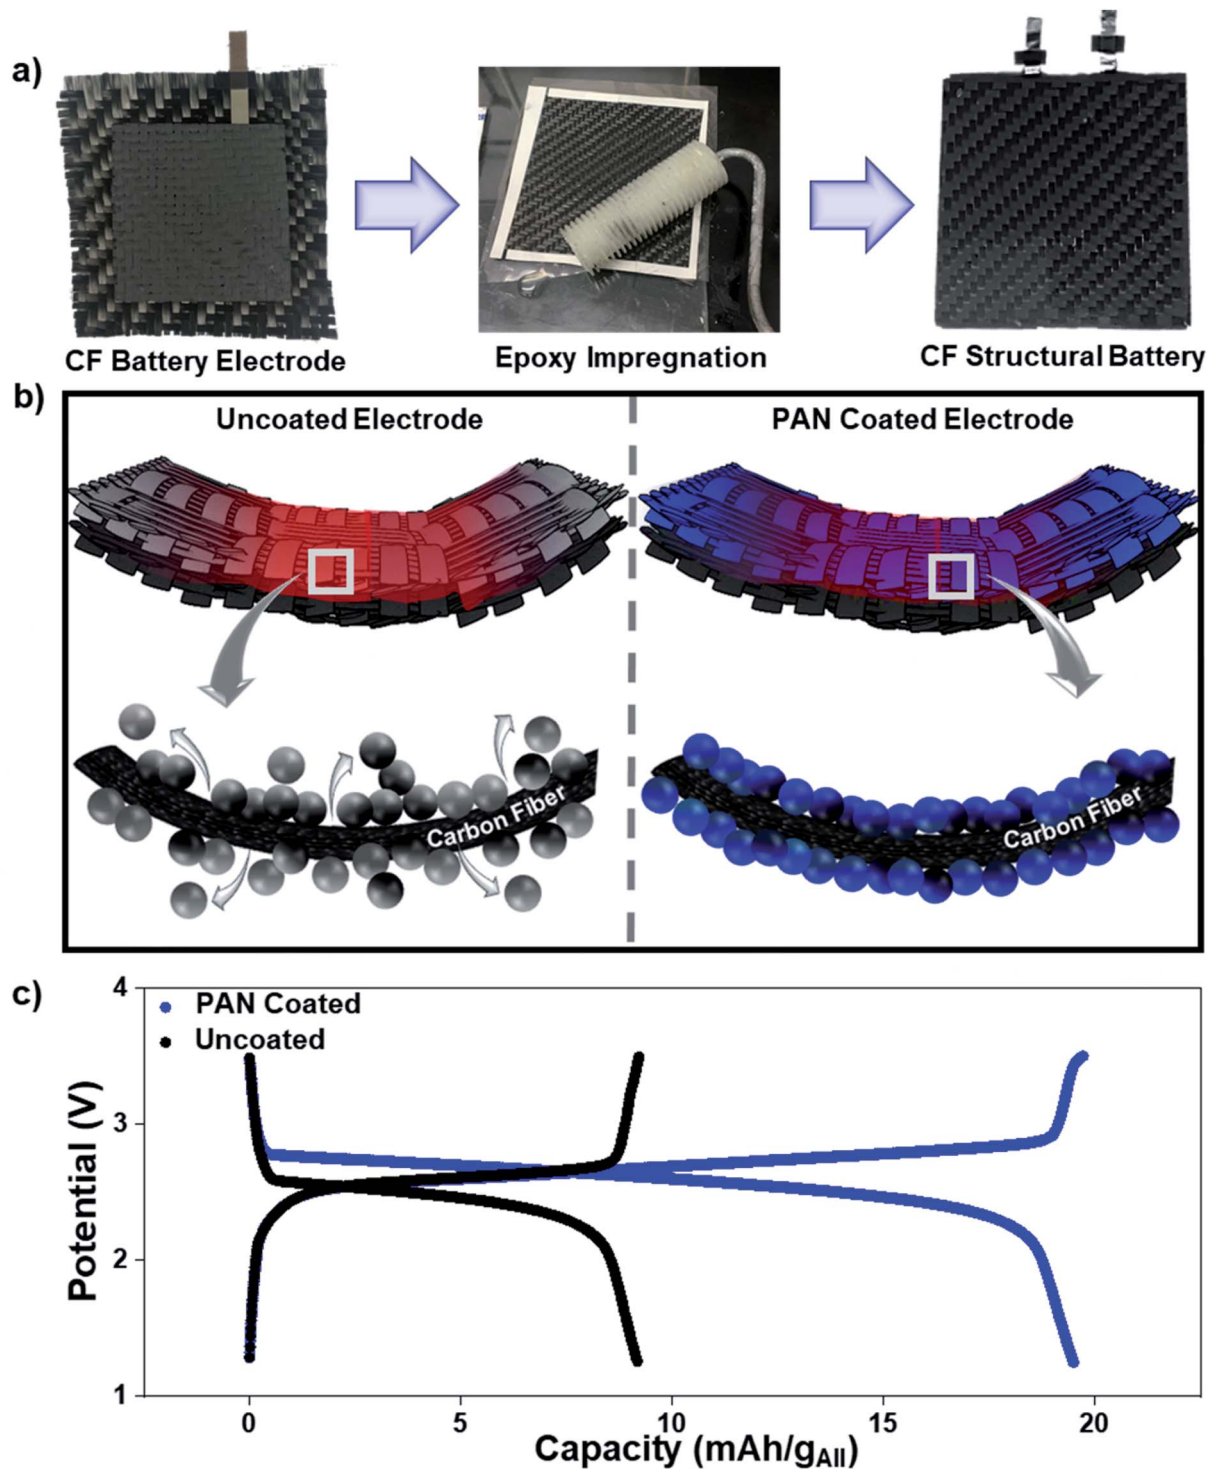 a)
CF Battery Electrode
Epoxy Impregnation
CF Structural Battery
b)
Uncoated Electrode
PAN Coated Electrode
Carbon Fiber
Carbon Fiber
c)
PAN Coated
Uncoated
Potential (V)
4
3
2
1
0
5
10
15
20
Capacity (mAh/gAll)